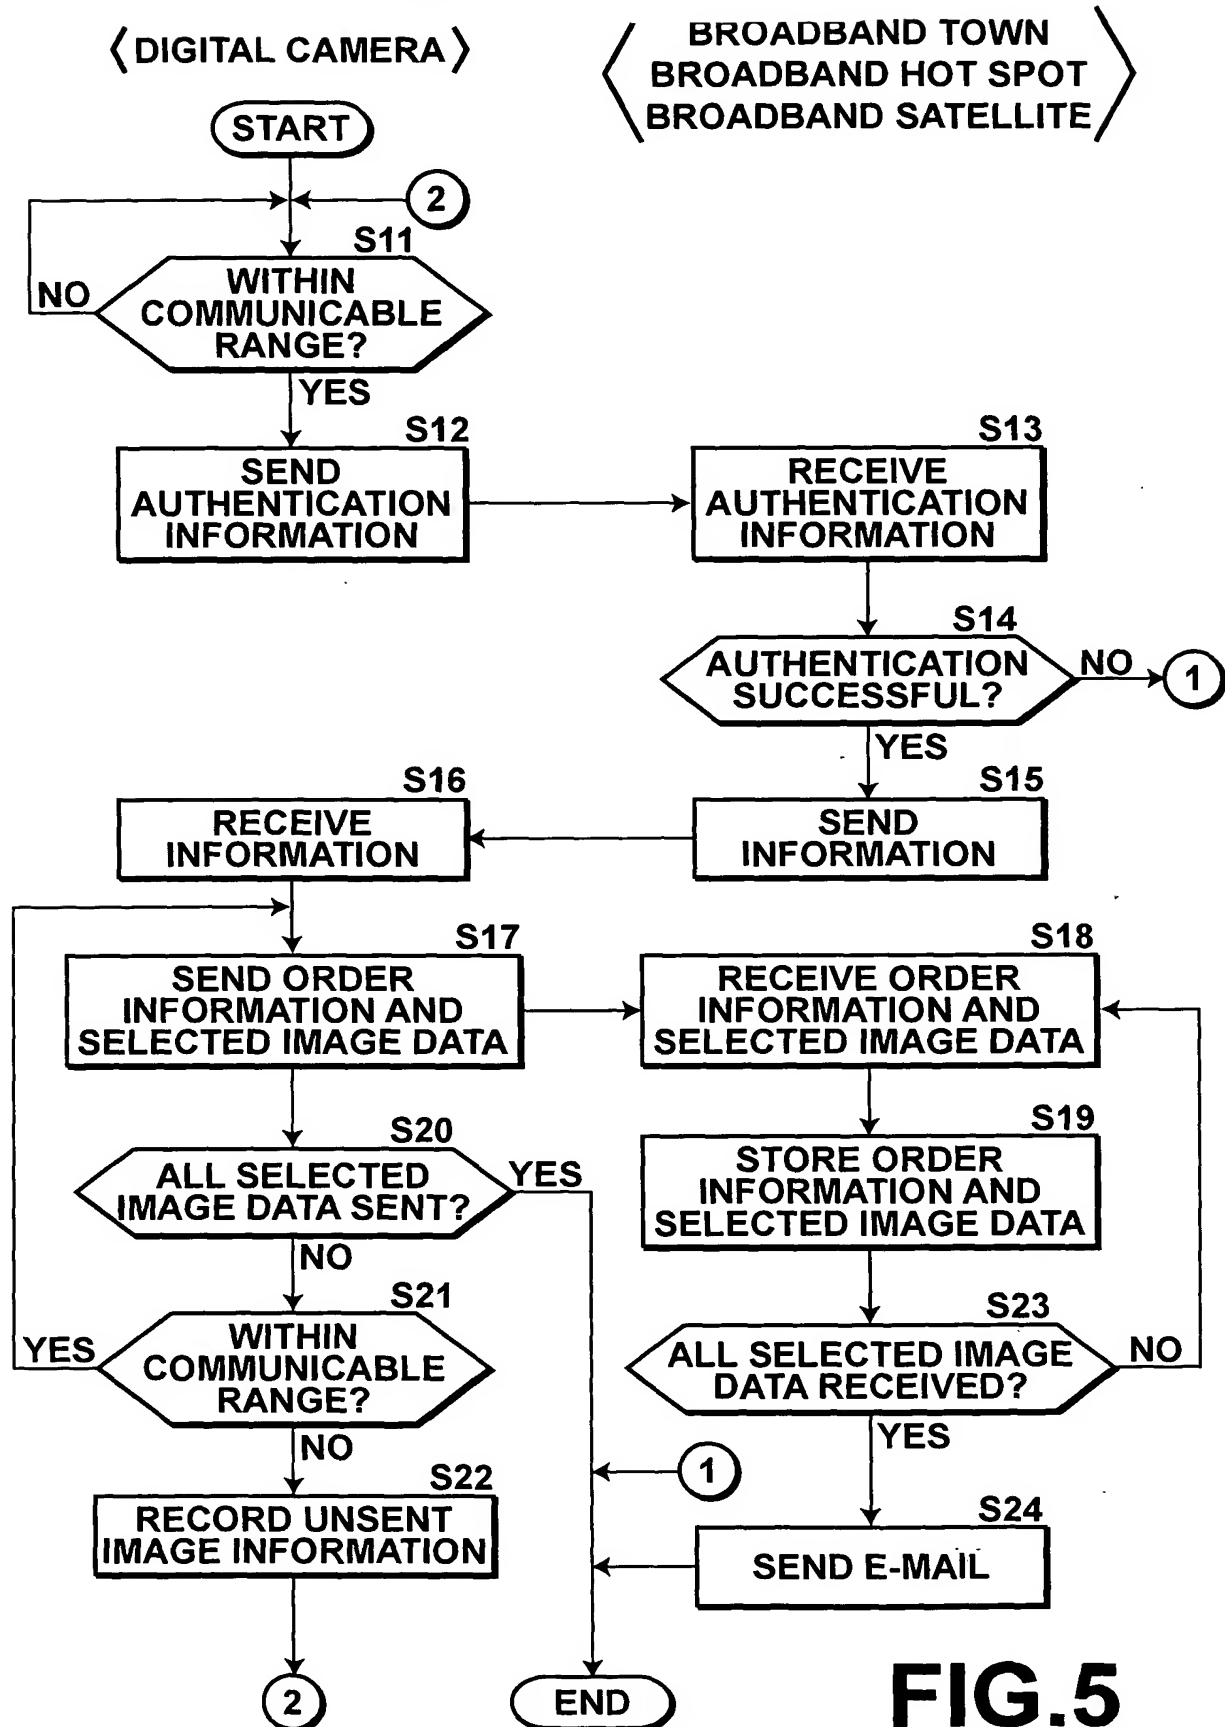 〈DIGITAL CAMERA〉
BROADBAND TOWN
BROADBAND HOT SPOT
BROADBAND SATELLITE
START
2
S11
WITHIN
COMMUNICABLE
RANGE?
NO
YES
S12
SEND
AUTHENTICATION
INFORMATION
S13
RECEIVE
AUTHENTICATION
INFORMATION
S14
AUTHENTICATION
SUCCESSFUL?
NO
1
YES
S15
SEND
INFORMATION
S16
RECEIVE
INFORMATION
S17
SEND ORDER
INFORMATION AND
SELECTED IMAGE DATA
S18
RECEIVE ORDER
INFORMATION AND
SELECTED IMAGE DATA
S19
STORE ORDER
INFORMATION AND
SELECTED IMAGE DATA
S20
ALL SELECTED
IMAGE DATA SENT?
YES
NO
S21
WITHIN
COMMUNICABLE
RANGE?
YES
NO
S23
ALL SELECTED IMAGE
DATA RECEIVED?
NO
YES
1
S22
RECORD UNSENT
IMAGE INFORMATION
S24
SEND E-MAIL
2
END
FIG.5